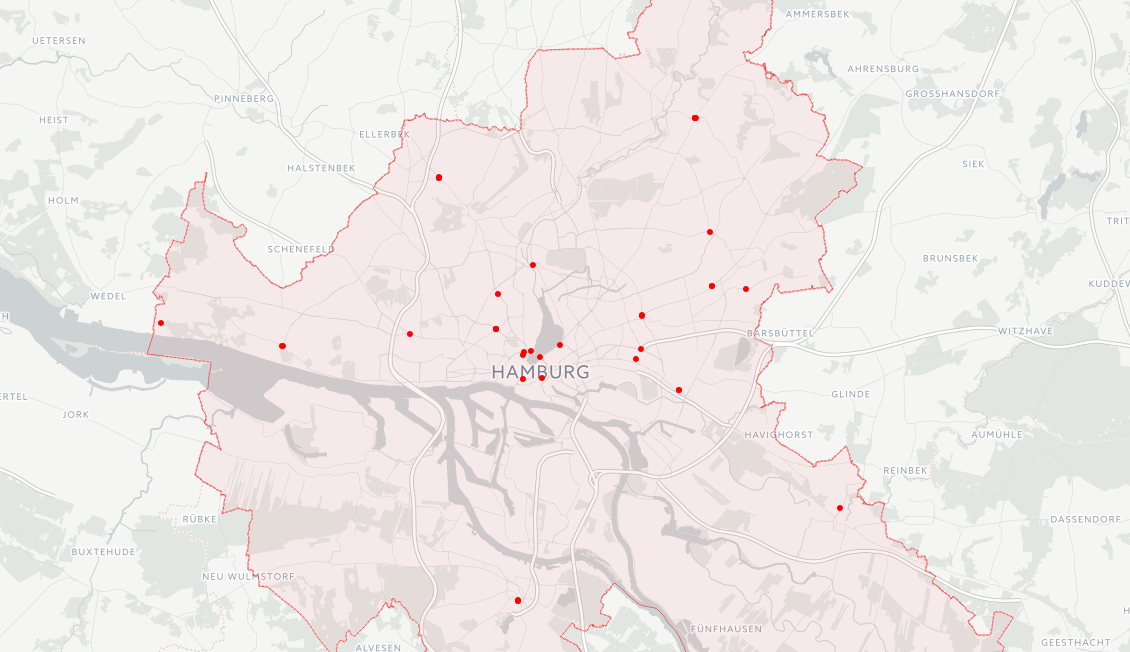 AMMERSBEK
UETERSEN
AHRENSBURG
PINNEBERG
GROSSHANSDORF
HEIST
ELLERBEK
HALSTENBEK
SIEK
HOLM
TRIT
SCHENEFELD
BRUNSBEK
KUDDEW
WEDEL
H
BARSBÜTTEL
WITZHAVE
HAMBURG
ERTEL
GLINDE
JORK
HAVIGHORST
AUMÜHLE
REINBEK
RÜBKE
DASSENDORF
BUXTEHUDE
NEU WULMSTORF
H
FÜNFHAUSEN
GEESTHACHT
ALVESEN